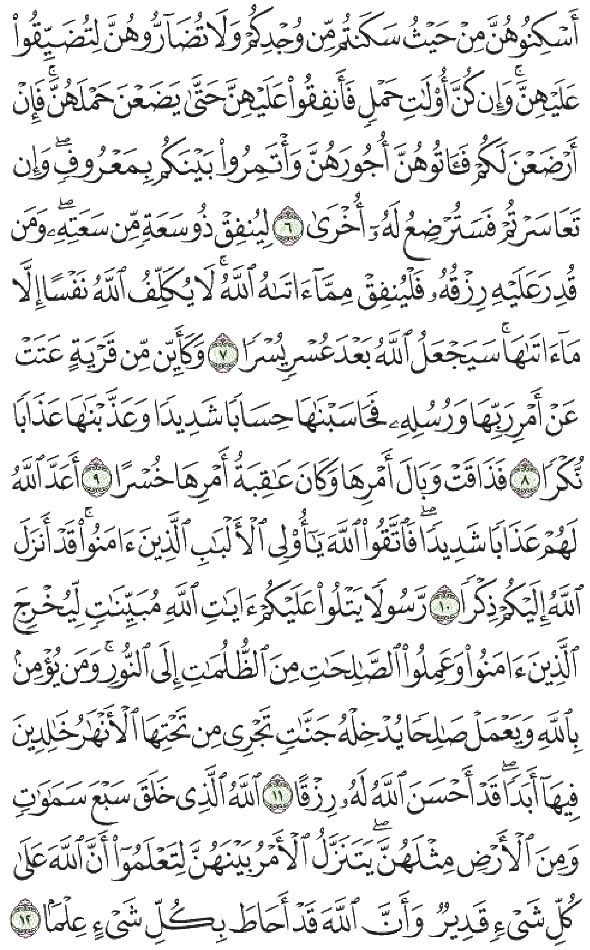 أَسْكِنُوهُنَّ مِنْ حَيْثُ سَكَنتُم مِّن وُجْدِكُمْ وَلَا تُضَآرُّوهُنَّ لِتُضَيِّقُوا۟
عَلَيْهِنَّ ۚ وَإِن كُنَّ أُو۟لَـٰتِ حَمْلٍ فَأَنفِقُوا۟ عَلَيْهِنَّ حَتَّىٰ يَضَعْنَ حَمْلَهُنَّ ۚ فَإِنْ
أَرْضَعْنَ لَكُمْ فَـَٔاتُوهُنَّ أُجُورَهُنَّ وَأْتَمِرُوا۟ بَيْنَكُم بِمَعْرُوفٍ ۖ وَإِن
تَعَاسَرْتُمْ فَسَتُرْضِعُ لَهُۥٓ أُخْرَىٰ ٦ لِيُنفِقْ ذُو سَعَةٍ مِّن سَعَتِهِۦ ۖ وَمَن
قُدِرَ عَلَيْهِ رِزْقُهُۥ فَلْيُنفِقْ مِمَّآ ءَاتَىٰهُ ٱللَّهُ ۚ لَا يُكَلِّفُ ٱللَّهُ نَفْسًا إِلَّا
مَآ ءَاتَىٰهَا ۚ سَيَجْعَلُ ٱللَّهُ بَعْدَ عُسْرٍ يُسْرًا ٧ وَكَأَيِّن مِّن قَرْيَةٍ عَتَتْ
عَنْ أَمْرِ رَبِّهَا وَرُسُلِهِۦ فَحَاسَبْنَـٰهَا حِسَابًا شَدِيدًا وَعَذَّبْنَـٰهَا عَذَابًا
نُّكْرًا ٨ فَذَاقَتْ وَبَالَ أَمْرِهَا وَكَانَ عَـٰقِبَةُ أَمْرِهَا خُسْرًا ٩ أَعَدَّ ٱللَّهُ
لَهُمْ عَذَابًا شَدِيدًا ۖ فَٱتَّقُوا۟ ٱللَّهَ يَـٰٓأُو۟لِى ٱلْأَلْبَـٰبِ ٱلَّذِينَ ءَامَنُوا۟ ۚ قَدْ أَنزَلَ
ٱللَّهُ إِلَيْكُمْ ذِكْرًا ١٠ رَّسُولًا يَتْلُوا۟ عَلَيْكُمْ ءَايَـٰتِ ٱللَّهِ مُبَيِّنَـٰتٍ لِّيُخْرِجَ
ٱلَّذِينَ ءَامَنُوا۟ وَعَمِلُوا۟ ٱلصَّـٰلِحَـٰتِ مِنَ ٱلظُّلُمَـٰتِ إِلَى ٱلنُّورِ ۚ وَمَن يُؤْمِنۢ
بِٱللَّهِ وَيَعْمَلْ صَـٰلِحًا يُدْخِلْهُ جَنَّـٰتٍ تَجْرِى مِن تَحْتِهَا ٱلْأَنْهَـٰرُ خَـٰلِدِينَ
فِيهَآ أَبَدًا ۖ قَدْ أَحْسَنَ ٱللَّهُ لَهُۥ رِزْقًا ١١ ٱللَّهُ ٱلَّذِى خَلَقَ سَبْعَ سَمَـٰوَٰتٍ
وَمِنَ ٱلْأَرْضِ مِثْلَهُنَّ ۖ يَتَنَزَّلُ ٱلْأَمْرُ بَيْنَهُنَّ لِتَعْلَمُوٓا۟ أَنَّ ٱللَّهَ عَلَىٰ
كُلِّ شَىْءٍ قَدِيرٌ وَأَنَّ ٱللَّهَ قَدْ أَحَاطَ بِكُلِّ شَىْءٍ عِلْمًۢا ١٢